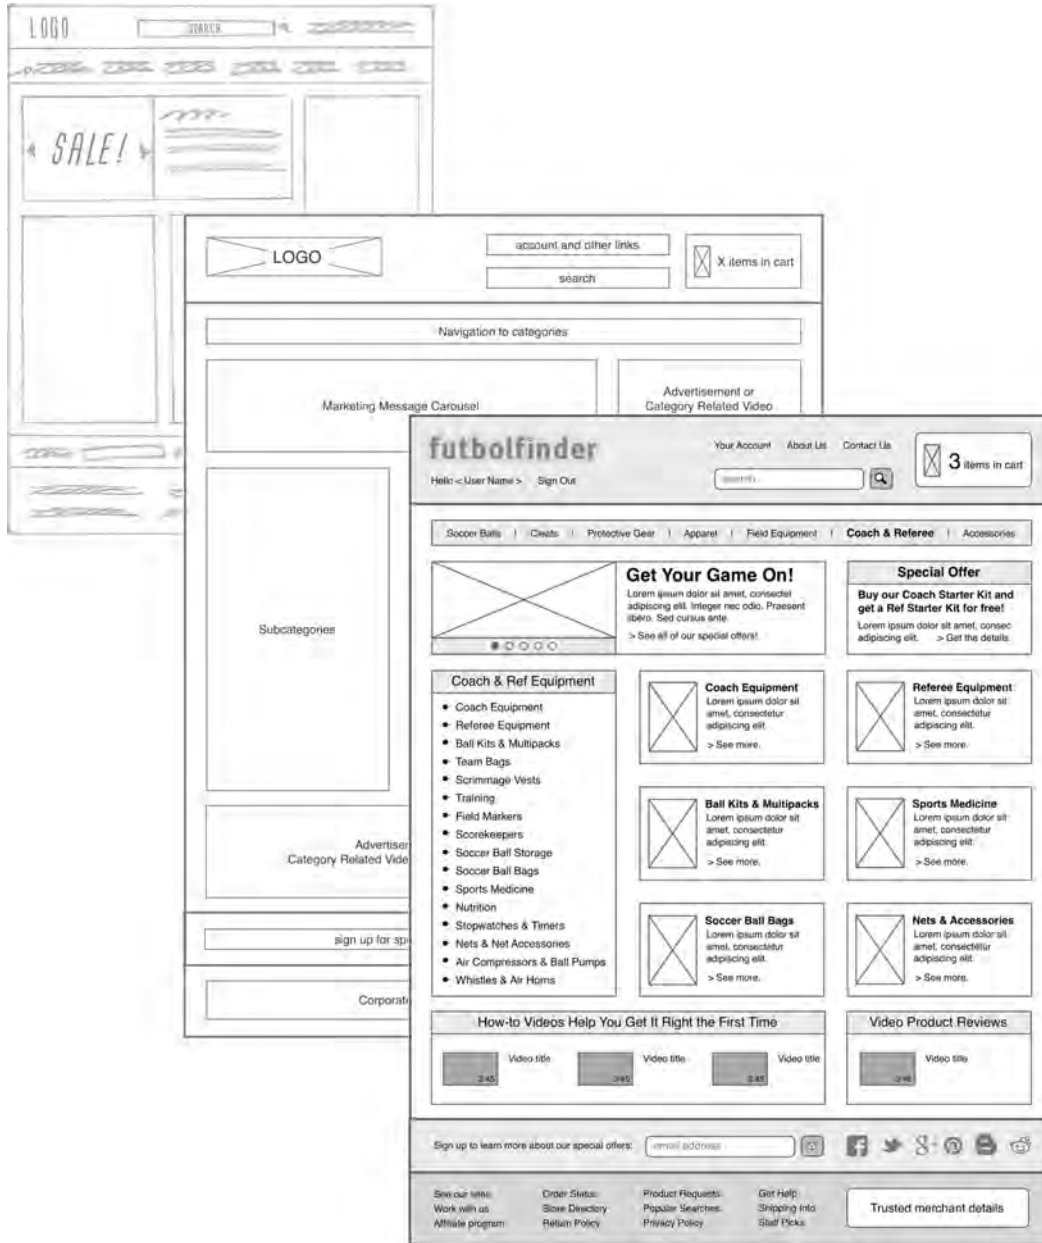 LOGO
SEARCH
SALE!
LOGO
account and other links
search
X items in cart
Navigation to categories
Marketing Message Carousel
Advertisement or
Category Related Video
Subcategories
Category Related
sign up for
futbolfinder
Hello < User Name > Sign Out
Your Account About Us Contact Us
search
3 items in cart
Soccer Balls | Cleats | Protective Gear | Apparel | Field Equipment | Coach & Referee | Accessories
Get Your Game On!
Lorem ipsum dolor sit amet, consectet
adipiscing elit. Integer nec odio. Praesent
libero. Sed cursus ante.
> See all of our special offers!
Special Offer
Buy our Coach Starter Kit and
get a Ref Starter Kit for free!
Lorem ipsum dolor sit amet, consec
adipiscing elit. > Get the details.
Coach & Ref Equipment
• Coach Equipment
• Referee Equipment
• Ball Kits & Multipacks
• Team Bags
• Scrimmage Vests
• Training
• Field Markers
• Scorekeepers
• Soccer Ball Storage
• Soccer Ball Bags
• Sports Medicine
• Nutrition
• Stopwatches & Timers
• Nets & Net Accessories
• Air Compressors & Ball Pumps
• Whistles & Air Horns
Coach Equipment
Lorem ipsum dolor sit
amet, consectetur
adipiscing elit.
> See more.
Referee Equipment
Lorem ipsum dolor sit
amet, consectetur
adipiscing elit.
> See more.
Ball Kits & Multipacks
Lorem ipsum dolor sit
amet, consectetur
adipiscing elit.
> See more.
Sports Medicine
Lorem ipsum dolor sit
amet, consectetur
adipiscing elit.
> See more.
Soccer Ball Bags
Lorem ipsum dolor sit
amet, consectetur
adipiscing elit.
> See more.
Nets & Accessories
Lorem ipsum dolor sit
amet, consectetur
adipiscing elit.
> See more.
How-to Videos Help You Get It Right the First Time
Video title
3:45
Video title
3:45
Video title
3:45
Video Product Reviews
Video title
3:45
Sign up to learn more about our special offers:
email address
See our sites
Work with us
Affiliate program
Order Status
Store Directory
Return Policy
Product Requests
Popular Searches
Privacy Policy
Get Help
Shipping Info
Staff Picks
Trusted merchant details